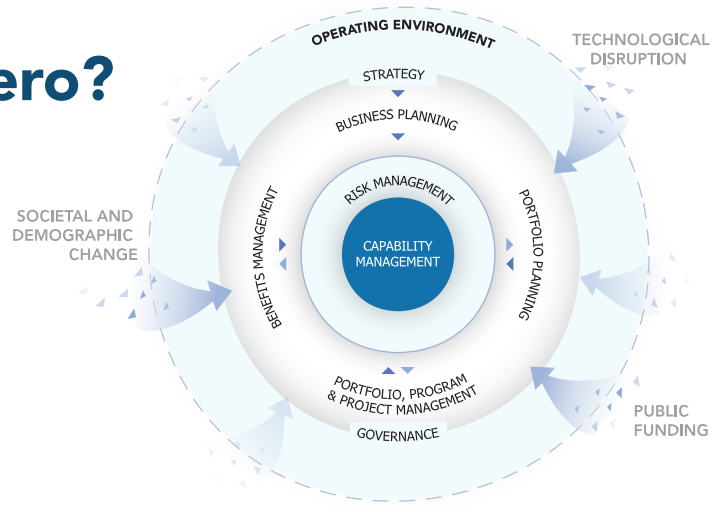 ero?
OPERATING ENVIRONMENT
TECHNOLOGICAL
DISRUPTION
STRATEGY
BUSINESS PLANNING
RISK MANAGEMENT
SOCIETAL AND
DEMOGRAPHIC
CHANGE
BENEFITS MANAGEMENT
CAPABILITY
MANAGEMENT
PORTFOLIO PLANNING
PORTFOLIO, PROGRAM
& PROJECT MANAGEMENT
GOVERNANCE
PUBLIC
FUNDING